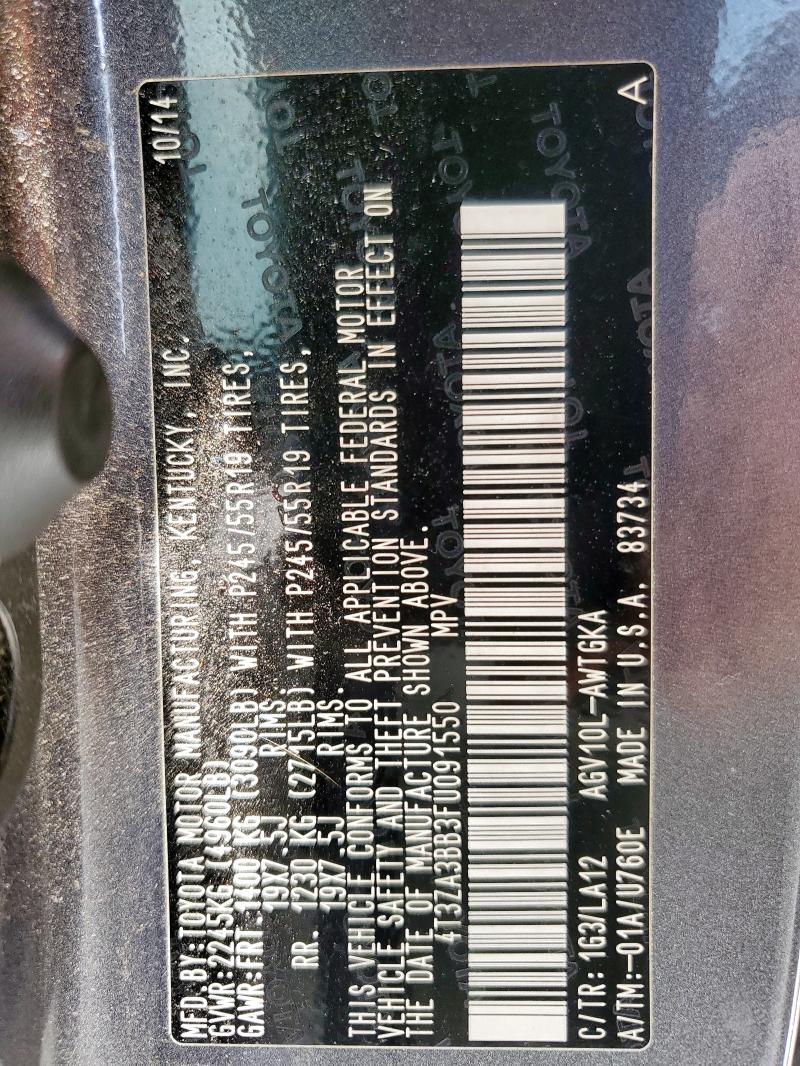 MFD.BY:TOYOTA MOTOR MANUFACTURING, KENTUCKY, INC. 10/14
GVWR:2245KG (4960LB)
GAWR:FRT.1400 KG (3090LB) WITH P245/55R19 TIRES,
19X7.5J RIMS.
RR. 1230 KG (2715LB) WITH P245/55R19 TIRES,
19X7.5J RIMS.
THIS VEHICLE CONFORMS TO ALL APPLICABLE FEDERAL MOTOR
VEHICLE SAFETY AND THEFT PREVENTION STANDARDS IN EFFECT ON
THE DATE OF MANUFACTURE SHOWN ABOVE.
4T3ZA3BB3FU091550 MPV
C/TR: 1G3/LA12 AGV10L-AWTGKA
A/TM:-01A/U760E MADE IN U.S.A. 83734 A